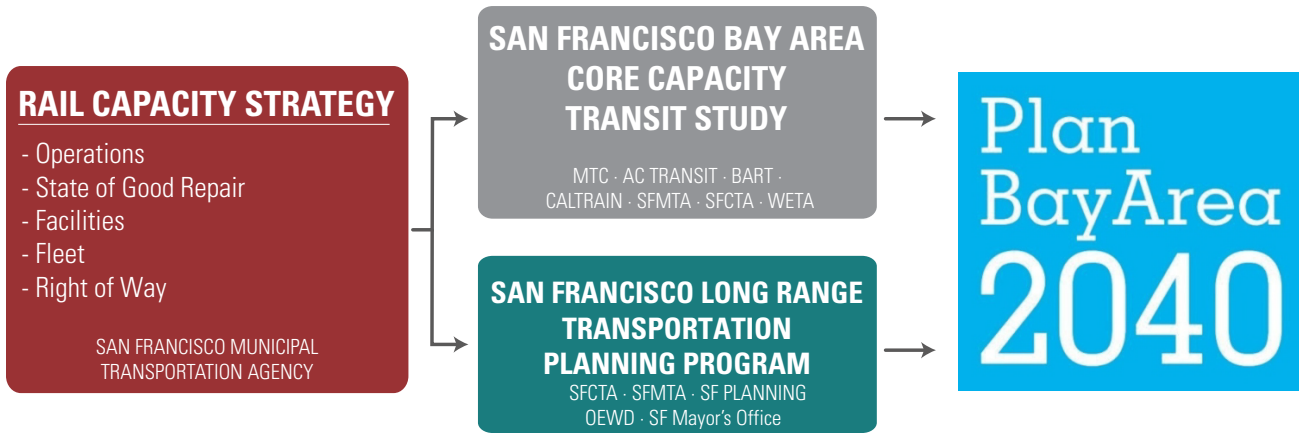 RAIL CAPACITY STRATEGY
- Operations
- State of Good Repair
- Facilities
- Fleet
- Right of Way
SAN FRANCISCO MUNICIPAL
TRANSPORTATION AGENCY
SAN FRANCISCO BAY AREA
CORE CAPACITY
TRANSIT STUDY
MTC · AC TRANSIT · BART ·
CALTRAIN · SFMTA · SFCTA · WETA
SAN FRANCISCO LONG RANGE
TRANSPORTATION
PLANNING PROGRAM
SFCTA · SFMTA · SF PLANNING
OEWD · SF Mayor's Office
Plan
BayArea
2040